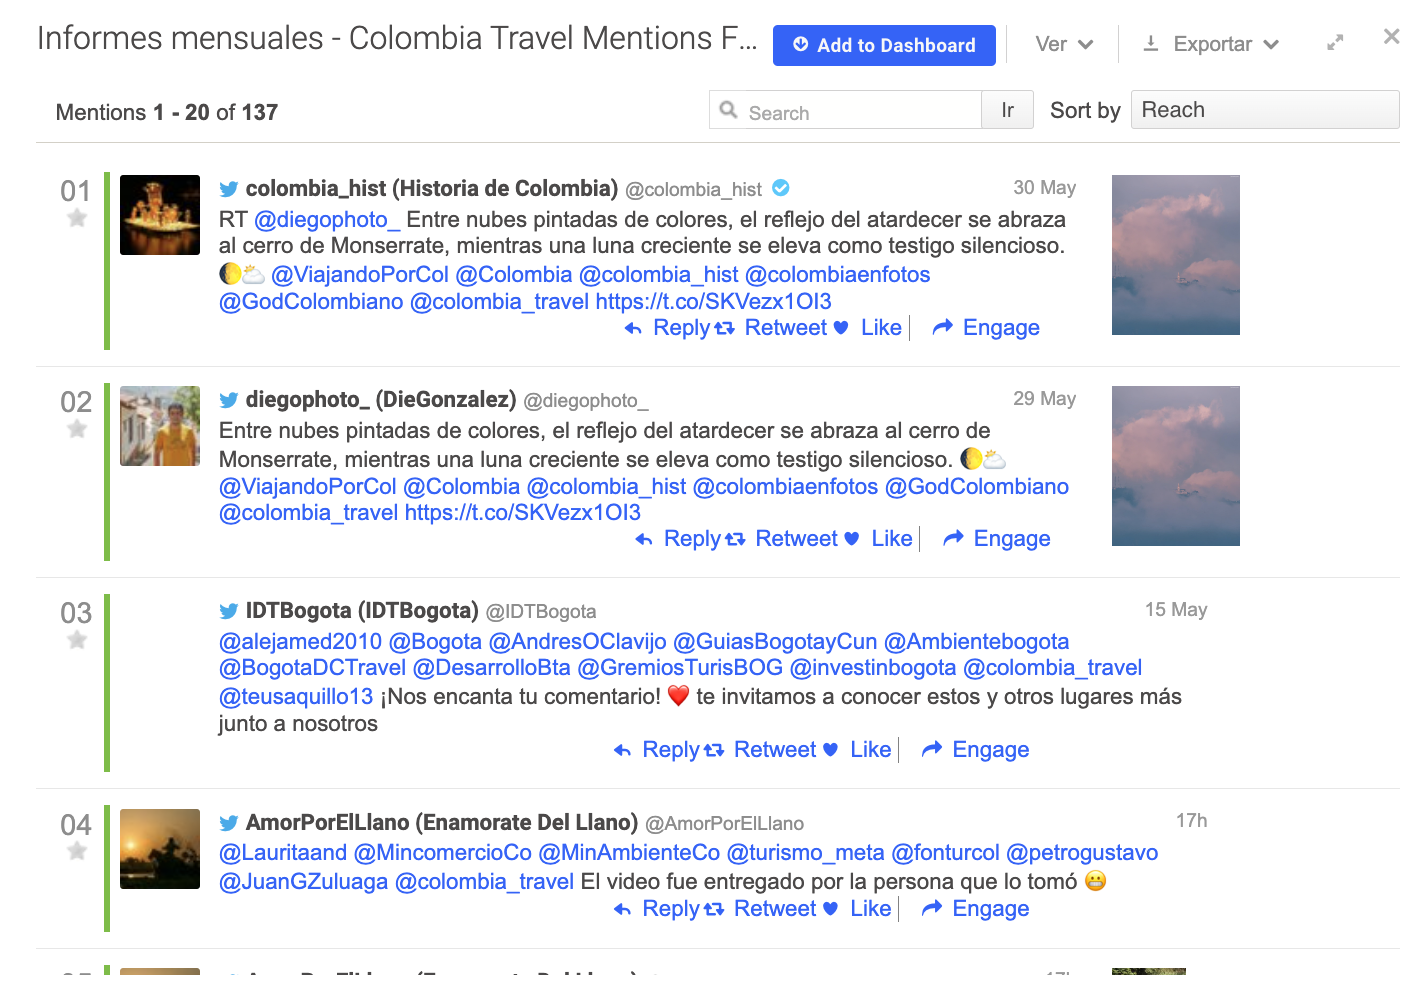 Informes mensuales - Colombia Travel Mentions F...
Add to Dashboard
Ver
Exportar
Mentions 1 - 20 of 137
Search
Ir
Sort by
Reach
01
colombia_hist (Historia de Colombia) @colombia_hist
30 May
RT @diegophoto_ Entre nubes pintadas de colores, el reflejo del atardecer se abraza
al cerro de Monserrate, mientras una luna creciente se eleva como testigo silencioso.
🌔🌥️ @ViajandoPorCol @Colombia @colombia_hist @colombiaenfotos
@GodColombiano @colombia_travel https://t.co/SKVezx1OI3
Reply Retweet Like Engage
02
diegophoto_ (DieGonzalez) @diegophoto_
29 May
Entre nubes pintadas de colores, el reflejo del atardecer se abraza al cerro de
Monserrate, mientras una luna creciente se eleva como testigo silencioso. 🌔🌥️
@ViajandoPorCol @Colombia @colombia_hist @colombiaenfotos @GodColombiano
@colombia_travel https://t.co/SKVezx1OI3
Reply Retweet Like Engage
03
IDTBogota (IDTBogota) @IDTBogota
15 May
@alejamed2010 @Bogota @AndresOClavijo @GuiasBogotayCun @Ambientebogota
@BogotaDCTravel @DesarrolloBta @GremiosTurisBOG @investinbogota @colombia_travel
@teusaquillo13 ¡Nos encanta tu comentario! ❤️ te invitamos a conocer estos y otros lugares más
junto a nosotros
Reply Retweet Like Engage
04
AmorPorElLlano (Enamorate Del Llano) @AmorPorElLlano
17h
@Lauritaand @MincomercioCo @MinAmbienteCo @turismo_meta @fonturcol @petrogustavo
@JuanGZuluaga @colombia_travel El video fue entregado por la persona que lo tomó 😬
Reply Retweet Like Engage